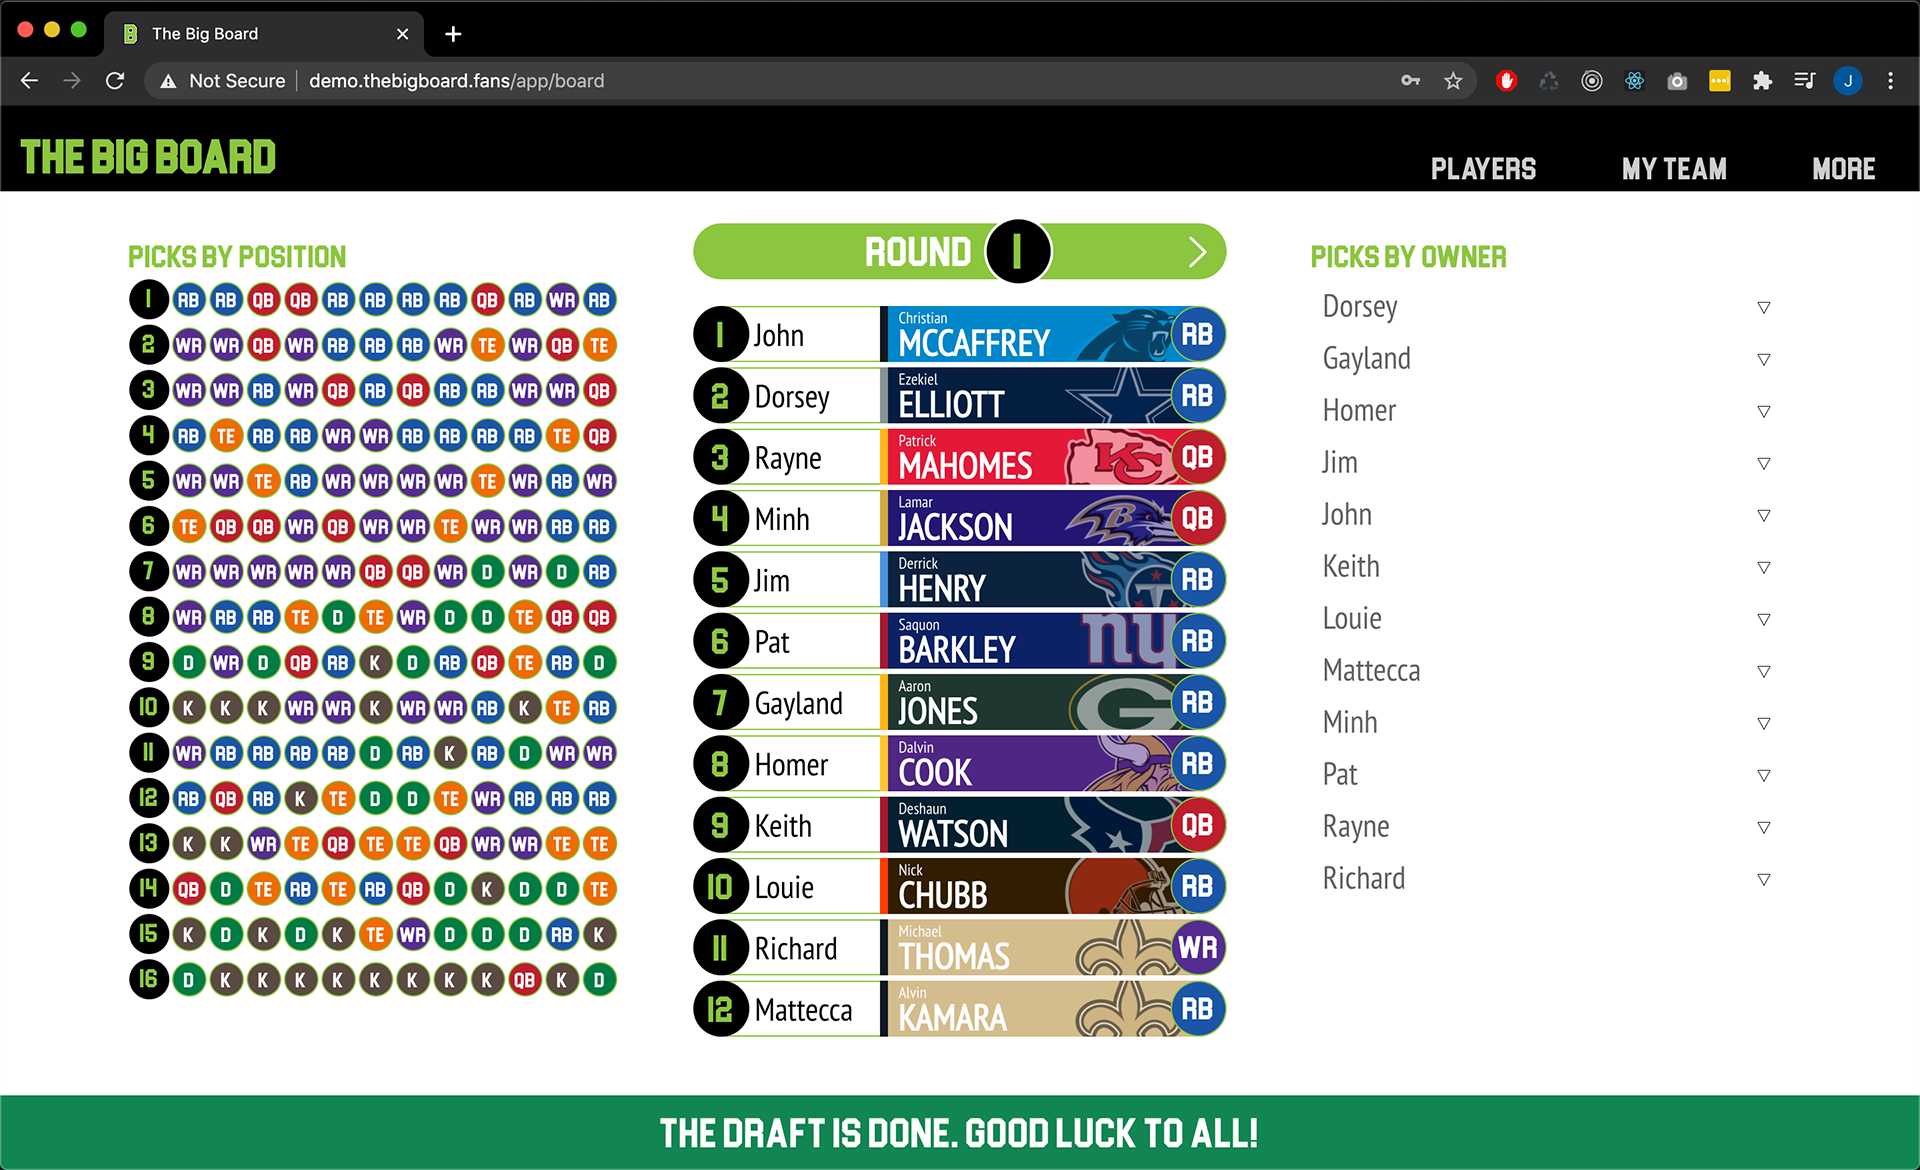 The Big Board
Not Secure
demo.thebigboard.fans/app/board
J
THE BIG BOARD
PLAYERS
MY TEAM
MORE
PICKS BY POSITION
1 RB RB QB QB RB RB RB RB QB RB WR RB
2 WR WR QB WR RB RB RB WR TE WR QB TE
3 WR WR RB WR QB RB QB RB RB WR WR QB
4 RB TE RB RB WR WR RB RB RB RB TE QB
5 WR WR TE RB WR WR WR WR TE WR RB WR
6 TE QB QB WR QB WR WR TE WR WR RB RB
7 WR WR WR WR WR QB QB WR D WR D RB
8 WR RB RB TE D TE WR D D TE QB QB
9 D WR D QB RB K D RB QB TE RB D
10 K K K WR WR K WR WR RB K TE RB
11 WR RB RB RB RB D RB K RB D WR WR
12 RB QB RB K TE D D TE WR RB RB RB
13 K K WR TE QB TE TE QB WR WR TE TE
14 QB D TE RB TE RB QB D K D D TE
15 K D K D K TE WR D D D RB K
16 D K K K K K K K K QB K D
ROUND 1
1 John Christian MCCAFFREY RB
2 Dorsey Ezekiel ELLIOTT RB
3 Rayne Patrick MAHOMES KC QB
4 Minh Lamar JACKSON B QB
5 Jim Derrick HENRY T RB
6 Pat Saquon BARKLEY ny RB
7 Gayland Aaron JONES G RB
8 Homer Dalvin COOK RB
9 Keith Deshaun WATSON QB
10 Louie Nick CHUBB RB
11 Richard Michael THOMAS WR
12 Mattecca Alvin KAMARA RB
PICKS BY OWNER
Dorsey
Gayland
Homer
Jim
John
Keith
Louie
Mattecca
Minh
Pat
Rayne
Richard
THE DRAFT IS DONE. GOOD LUCK TO ALL!